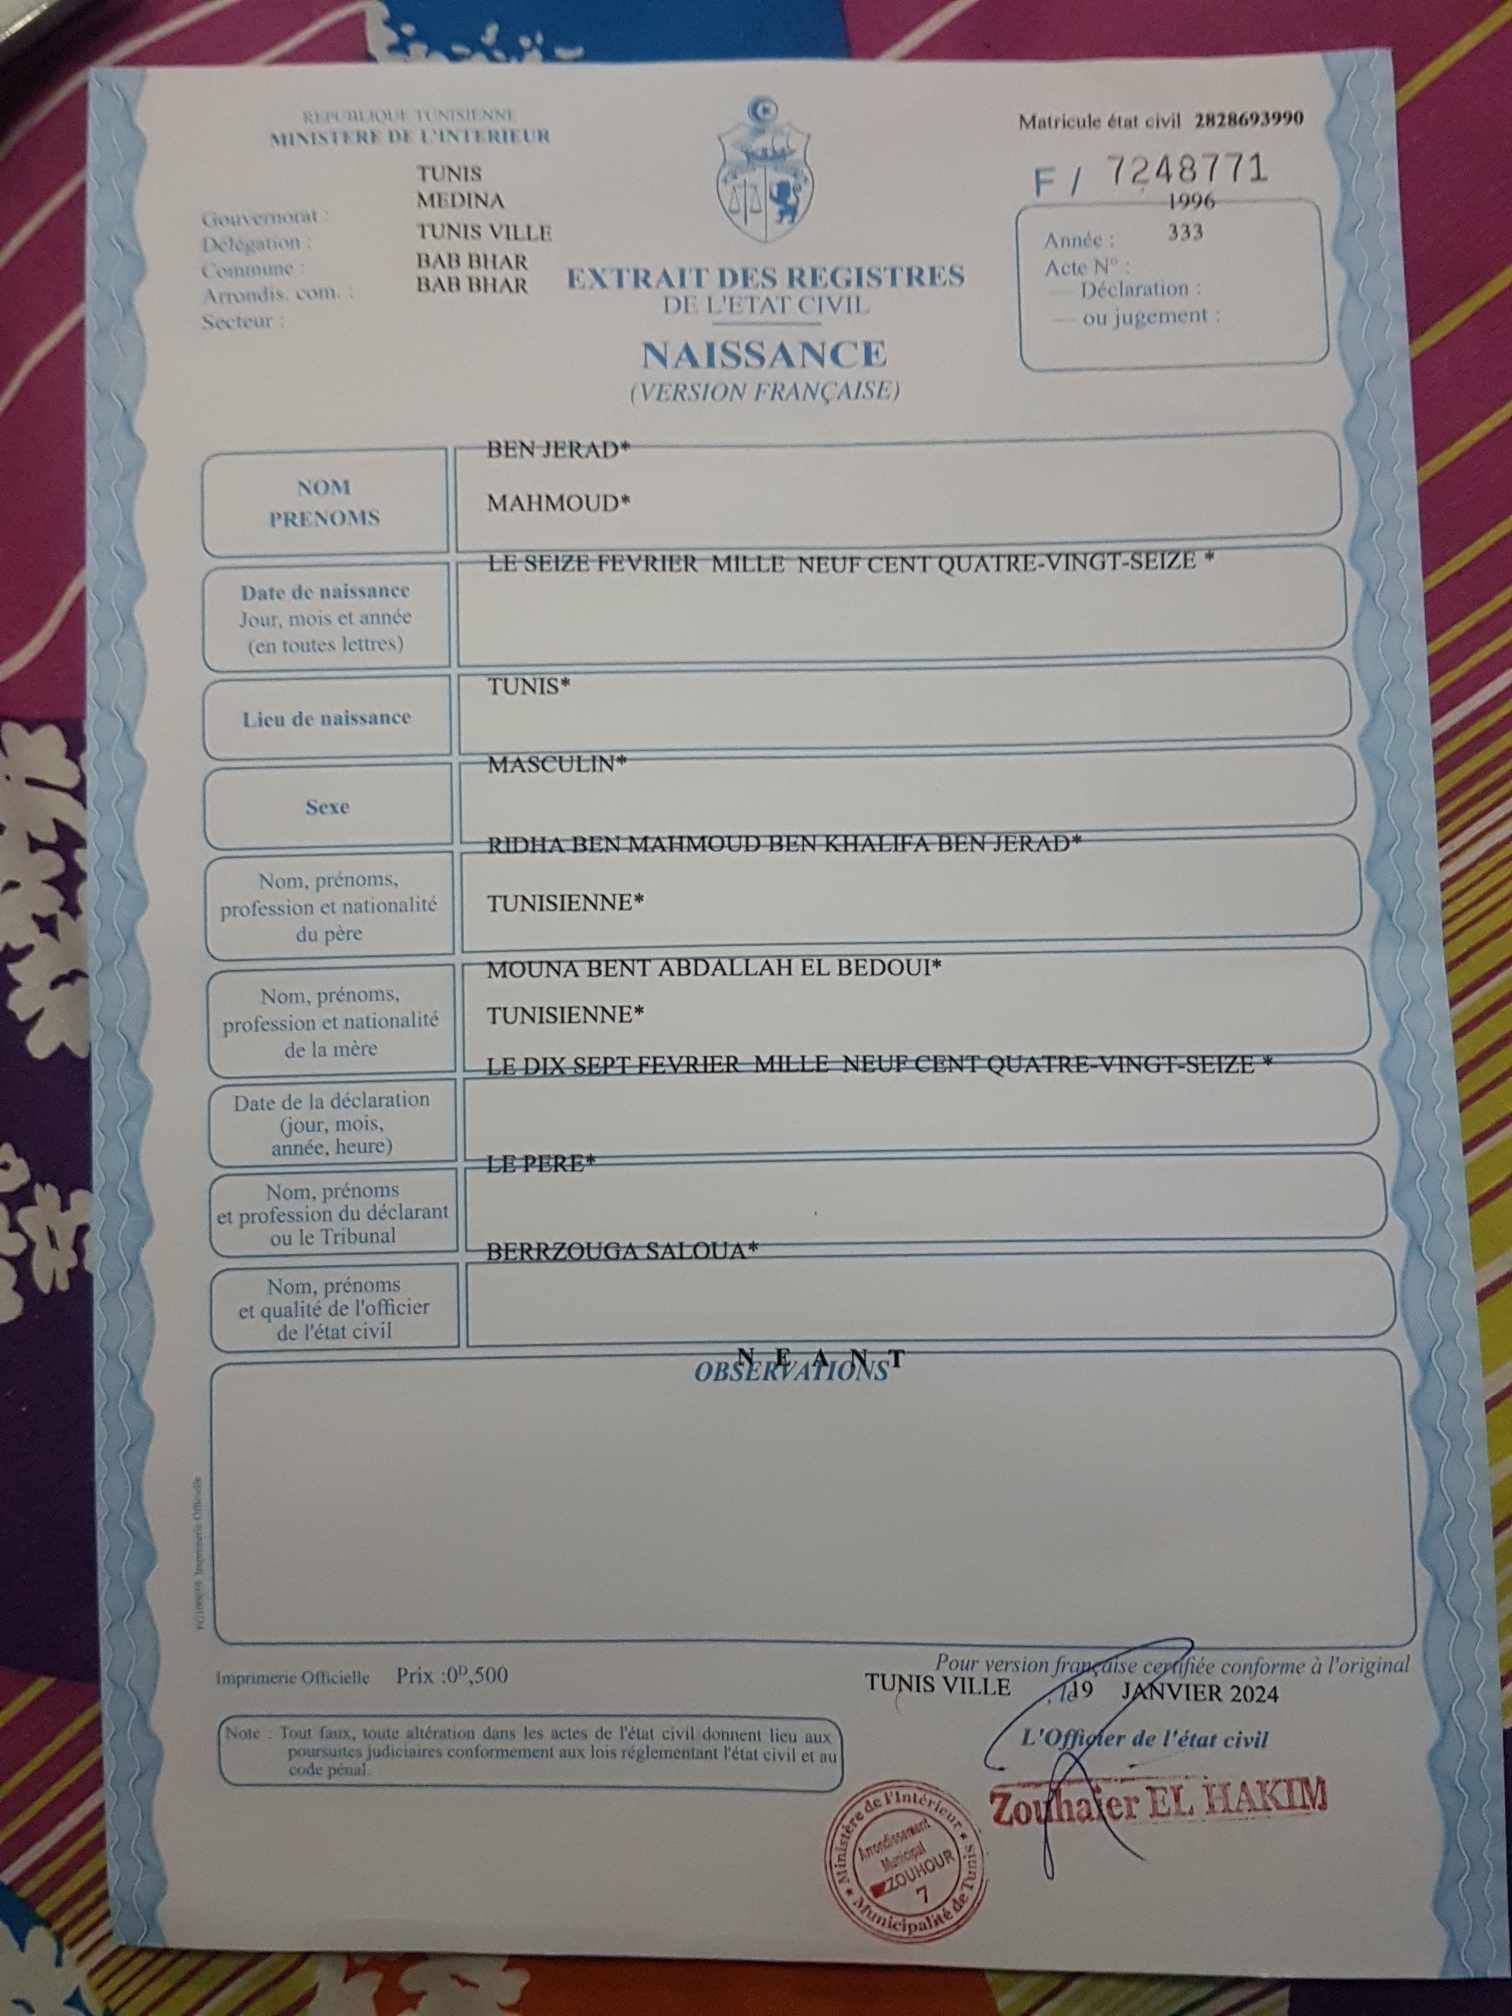 REPUBLIQUE TUNISIENNE
MINISTERE DE L'INTERIEUR
Gouvernorat : TUNIS
Délégation : MEDINA
Commune : TUNIS VILLE
Arrondis. com. : BAB BHAR
Secteur : BAB BHAR
EXTRAIT DES REGISTRES
DE L'ETAT CIVIL
NAISSANCE
(VERSION FRANÇAISE)
Matricule état civil 2828693990
F / 7248771
Année : 1996
Acte N° : 333
— Déclaration :
— ou jugement :
NOM
PRENOMS
BEN JERAD*
MAHMOUD*
Date de naissance
Jour, mois et année
(en toutes lettres)
LE SEIZE FEVRIER MILLE NEUF CENT QUATRE-VINGT-SEIZE *
Lieu de naissance
TUNIS*
Sexe
MASCULIN*
Nom, prénoms,
profession et nationalité
du père
RIDHA BEN MAHMOUD BEN KHALIFA BEN JERAD*
TUNISIENNE*
Nom, prénoms,
profession et nationalité
de la mère
MOUNA BENT ABDALLAH EL BEDOUI*
TUNISIENNE*
Date de la déclaration
(jour, mois,
année, heure)
LE DIX SEPT FEVRIER MILLE NEUF CENT QUATRE-VINGT-SEIZE *
Nom, prénoms
et profession du déclarant
ou le Tribunal
LE PERE*
Nom, prénoms
et qualité de l'officier
de l'état civil
BERRZOUGA SALOUA*
N E A N T
OBSERVATIONS
Imprimerie Officielle
Imprimerie Officielle Prix :0D,500
Pour version française certifiée conforme à l'original
TUNIS VILLE , le 19 JANVIER 2024
L'Officier de l'état civil
Zouhaier EL HAKIM
Note : Tout faux, toute altération dans les actes de l'état civil donnent lieu aux
poursuites judiciaires conformement aux lois réglementant l'état civil et au
code pénal.
Ministère de l'Intérieur
Arrondissement
Municipal
ZOUHOUR
7
Municipalité de Tunis